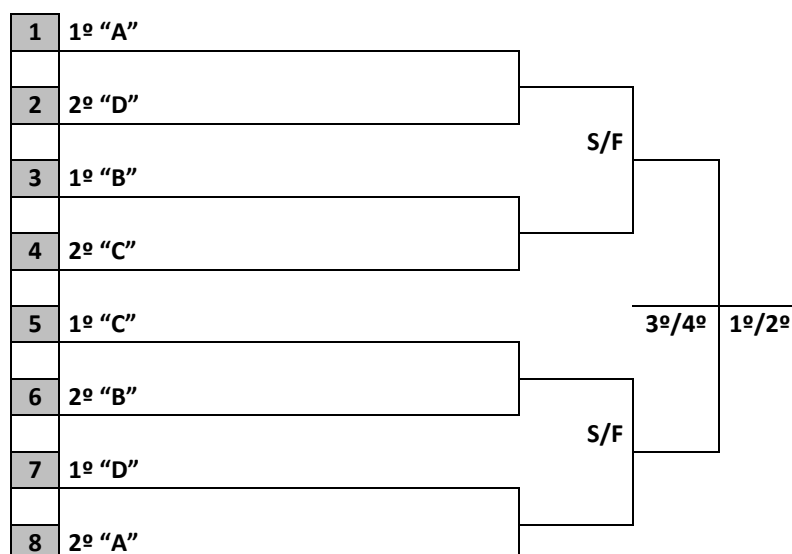 1 1º “A”
2 2º “D”
S/F
3 1º “B”
4 2º “C”
5 1º “C”
3º/4º 1º/2º
6 2º “B”
S/F
7 1º “D”
8 2º “A”